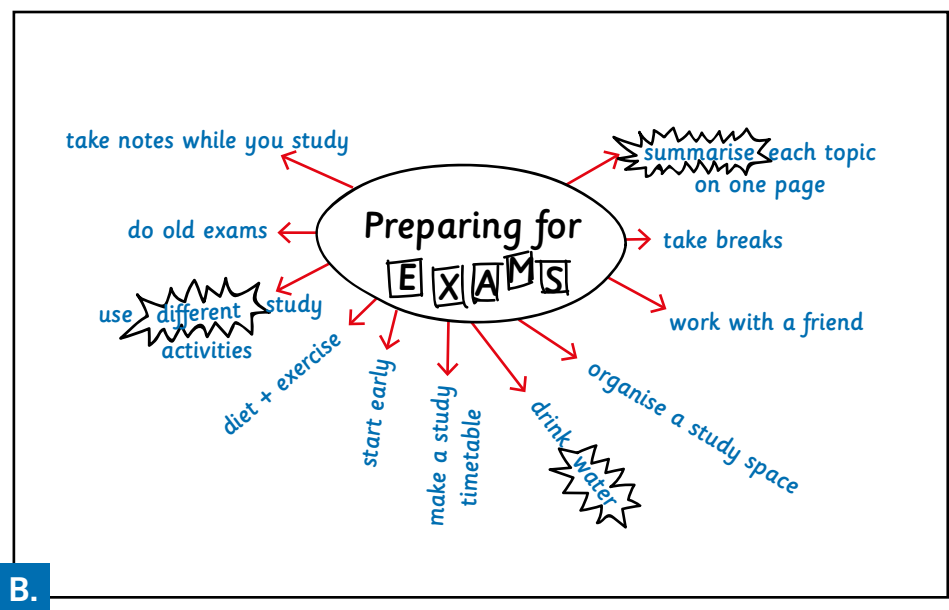 take notes while you study
summarise each topic
on one page
do old exams
Preparing for
EXAMS
take breaks
use different study
activities
work with a friend
diet + exercise
start early
make a study
timetable
drink water
organise a study space
B.